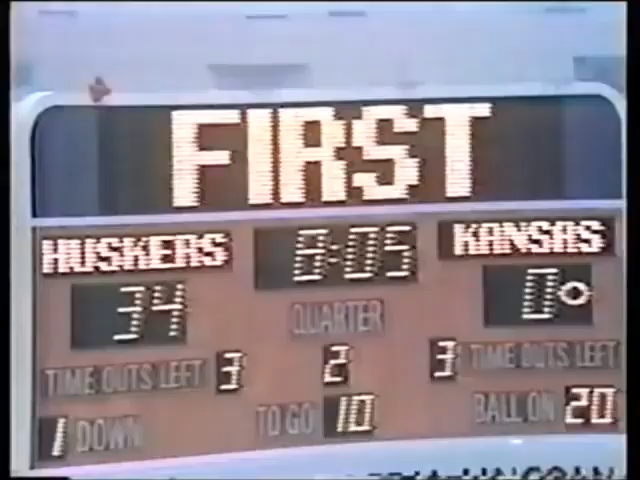 FIRST
HUSKERS 8:05 KANSAS
34 QUARTER 0
TIME OUTS LEFT 3 2 3 TIME OUTS LEFT
1 DOWN TO GO 10 BALL ON 20